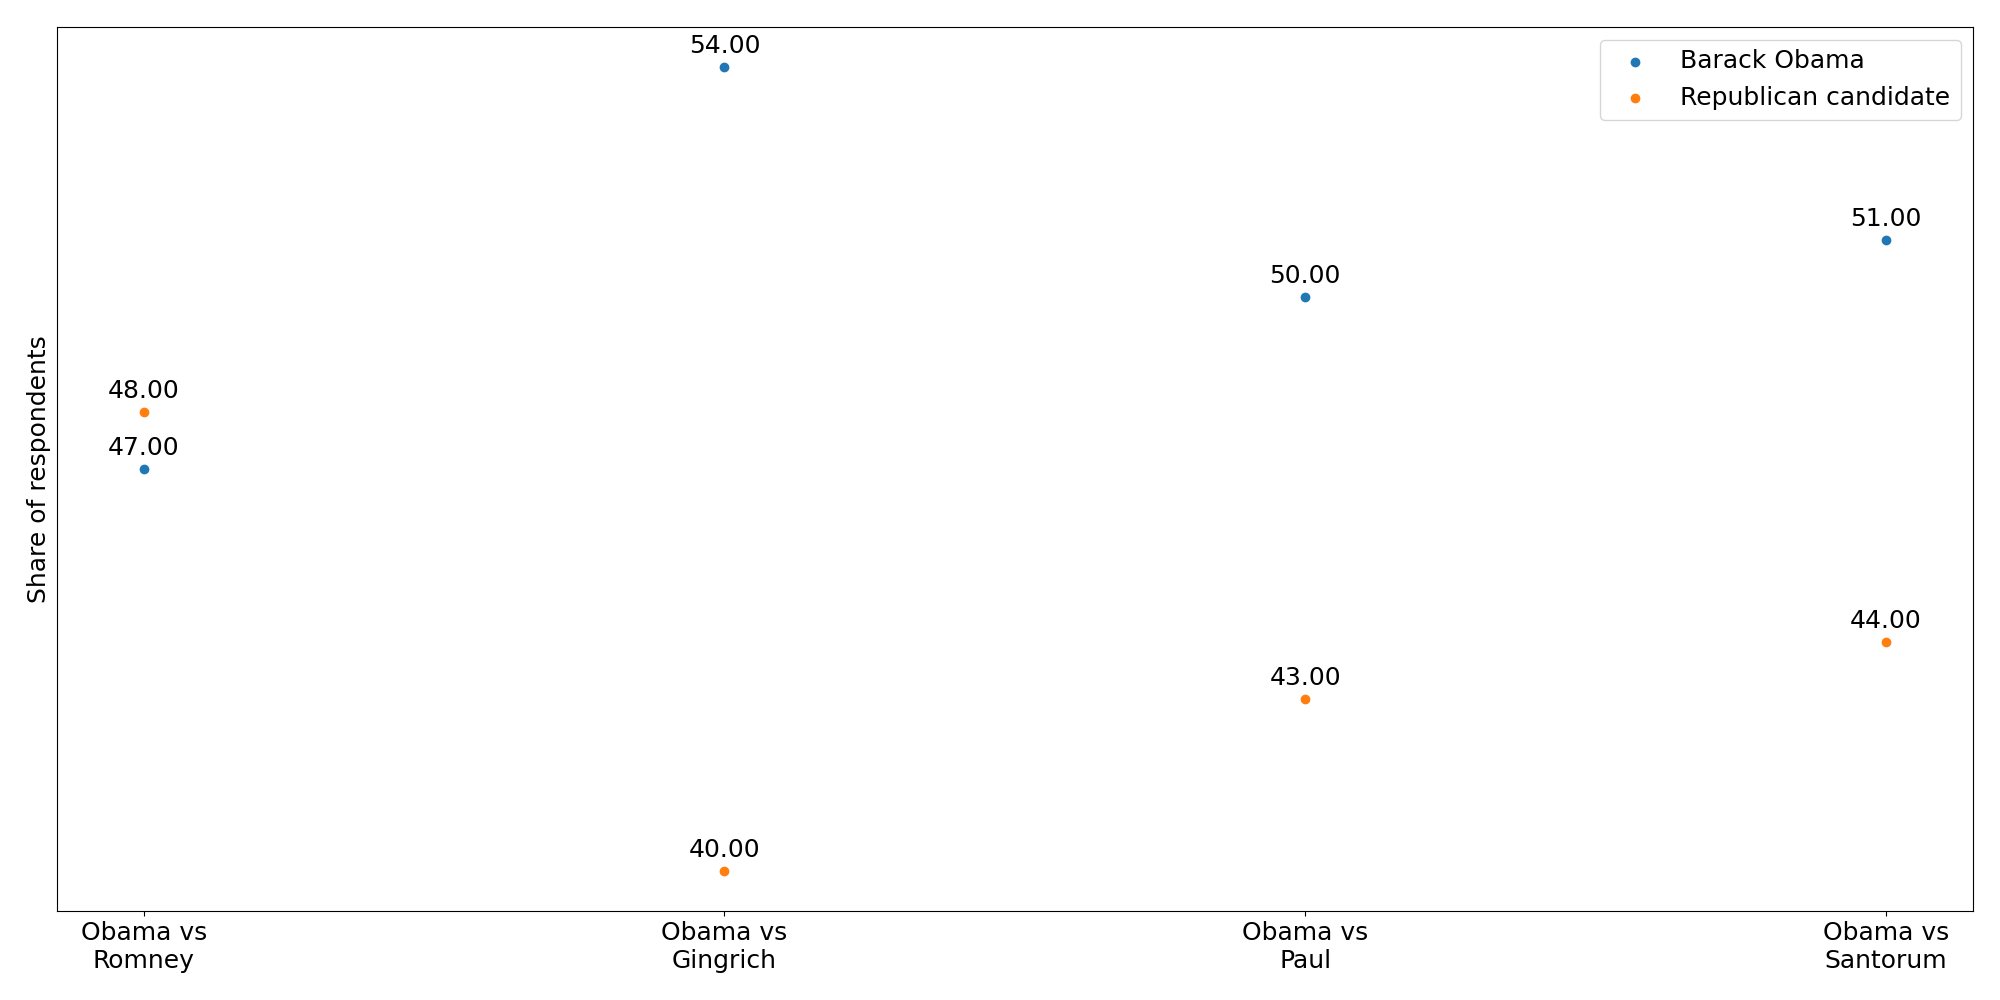 54.00
Barack Obama
Republican candidate
51.00
50.00
48.00
47.00
44.00
43.00
40.00
Share of respondents
Obama vs
Romney
Obama vs
Gingrich
Obama vs
Paul
Obama vs
Santorum